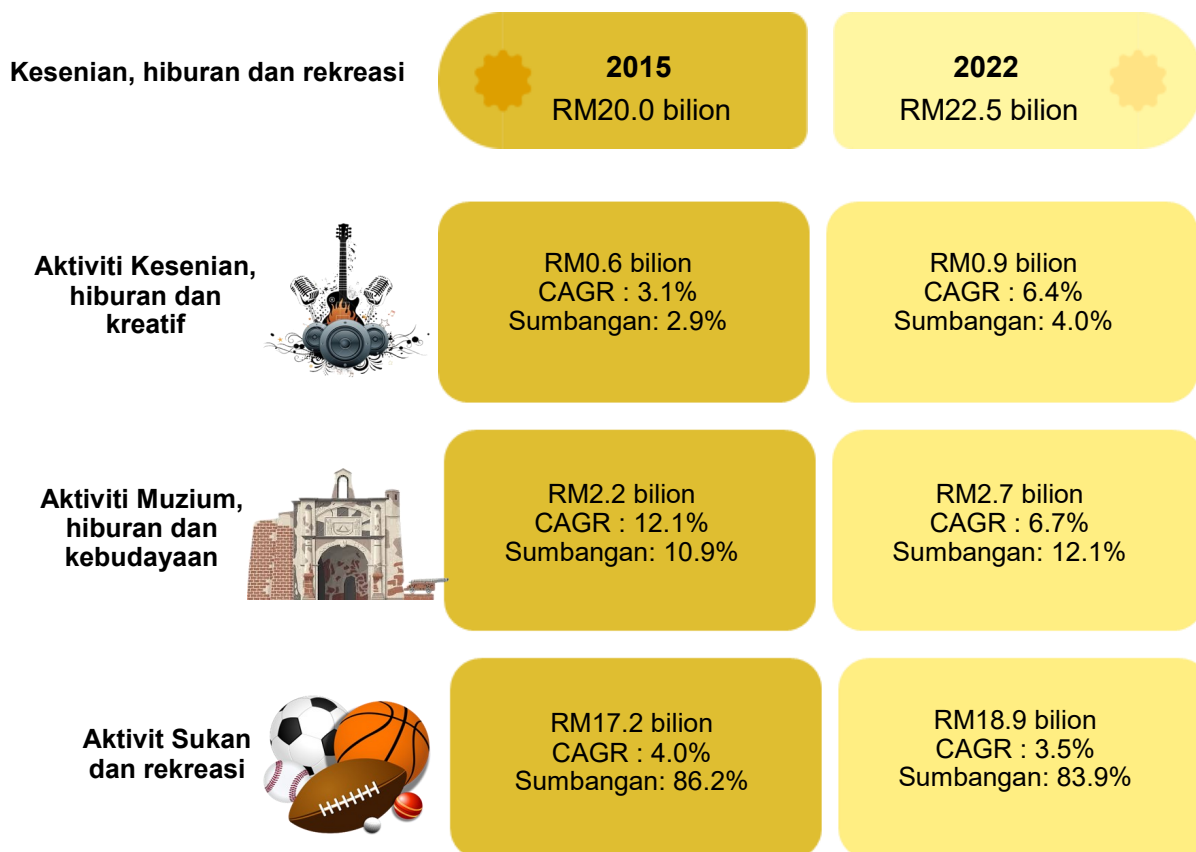 Kesenian, hiburan dan rekreasi
2015
RM20.0 bilion
2022
RM22.5 bilion
Aktiviti Kesenian,
hiburan dan
kreatif
RM0.6 bilion
CAGR : 3.1%
Sumbangan: 2.9%
RM0.9 bilion
CAGR : 6.4%
Sumbangan: 4.0%
Aktiviti Muzium,
hiburan dan
kebudayaan
RM2.2 bilion
CAGR : 12.1%
Sumbangan: 10.9%
RM2.7 bilion
CAGR : 6.7%
Sumbangan: 12.1%
Aktivit Sukan
dan rekreasi
RM17.2 bilion
CAGR : 4.0%
Sumbangan: 86.2%
RM18.9 bilion
CAGR : 3.5%
Sumbangan: 83.9%